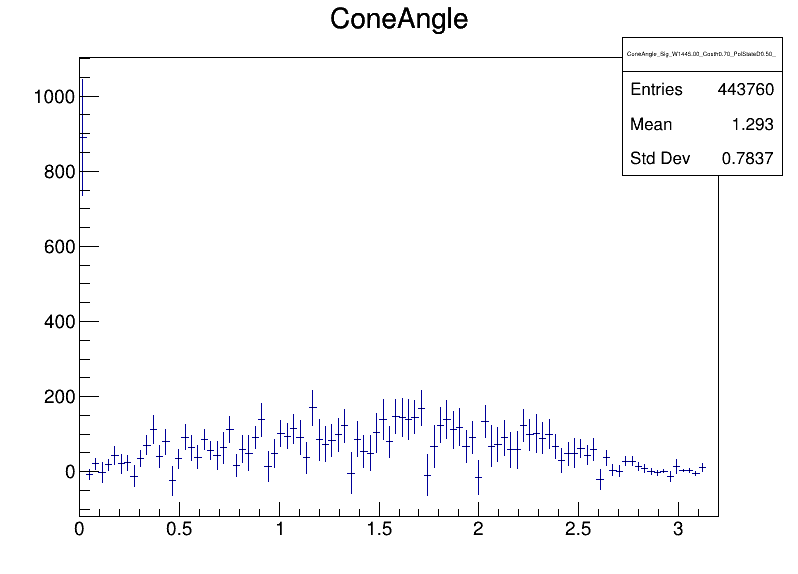 ConeAngle
ConeAngle_Sig_W1445.00_Costh0.70_PolStateD0.50_
Entries 443760
Mean 1.293
Std Dev 0.7837
1000
800
600
400
200
0
0 0.5 1 1.5 2 2.5 3